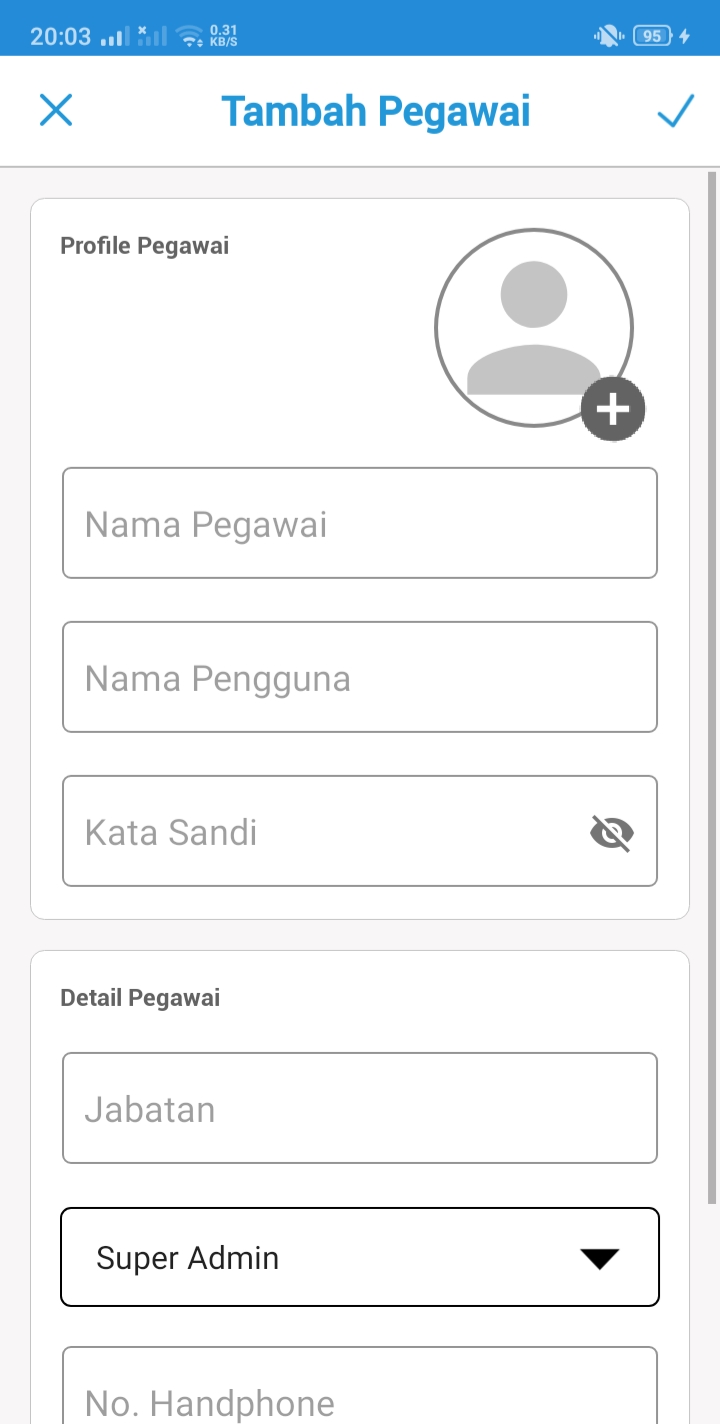 20:03 0.31 KB/S 95
Tambah Pegawai
Profile Pegawai
Nama Pegawai
Nama Pengguna
Kata Sandi
Detail Pegawai
Jabatan
Super Admin
No. Handphone